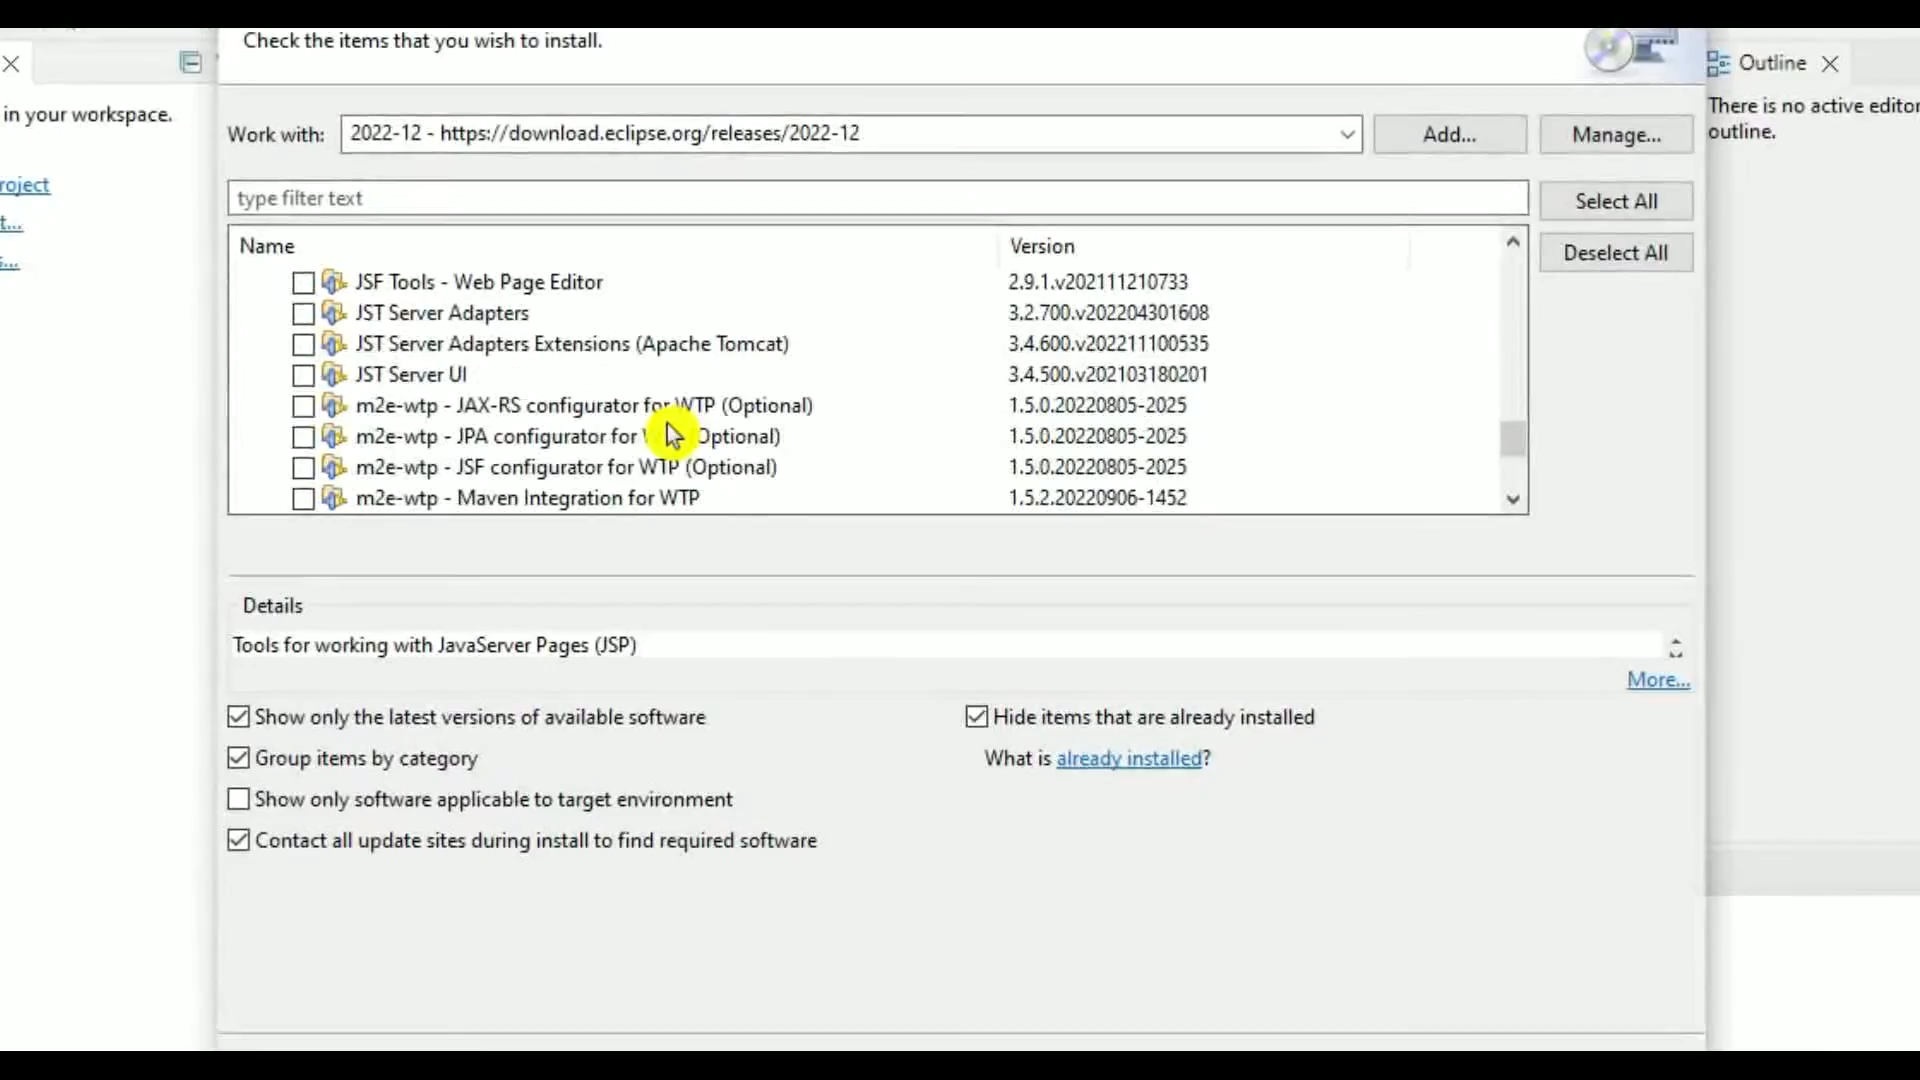 Check the items that you wish to install.
Outline
in your workspace.
There is no active editor
outline.
Work with: 2022-12 - https://download.eclipse.org/releases/2022-12 Add... Manage...
roject
type filter text Select All
t...
Name Version Deselect All
s...
JSF Tools - Web Page Editor 2.9.1.v202111210733
JST Server Adapters 3.2.700.v202204301608
JST Server Adapters Extensions (Apache Tomcat) 3.4.600.v202211100535
JST Server UI 3.4.500.v202103180201
m2e-wtp - JAX-RS configurator for WTP (Optional) 1.5.0.20220805-2025
m2e-wtp - JPA configurator for Optional) 1.5.0.20220805-2025
m2e-wtp - JSF configurator for WTP (Optional) 1.5.0.20220805-2025
m2e-wtp - Maven Integration for WTP 1.5.2.20220906-1452
Details
Tools for working with JavaServer Pages (JSP)
More...
Show only the latest versions of available software Hide items that are already installed
Group items by category What is already installed?
Show only software applicable to target environment
Contact all update sites during install to find required software